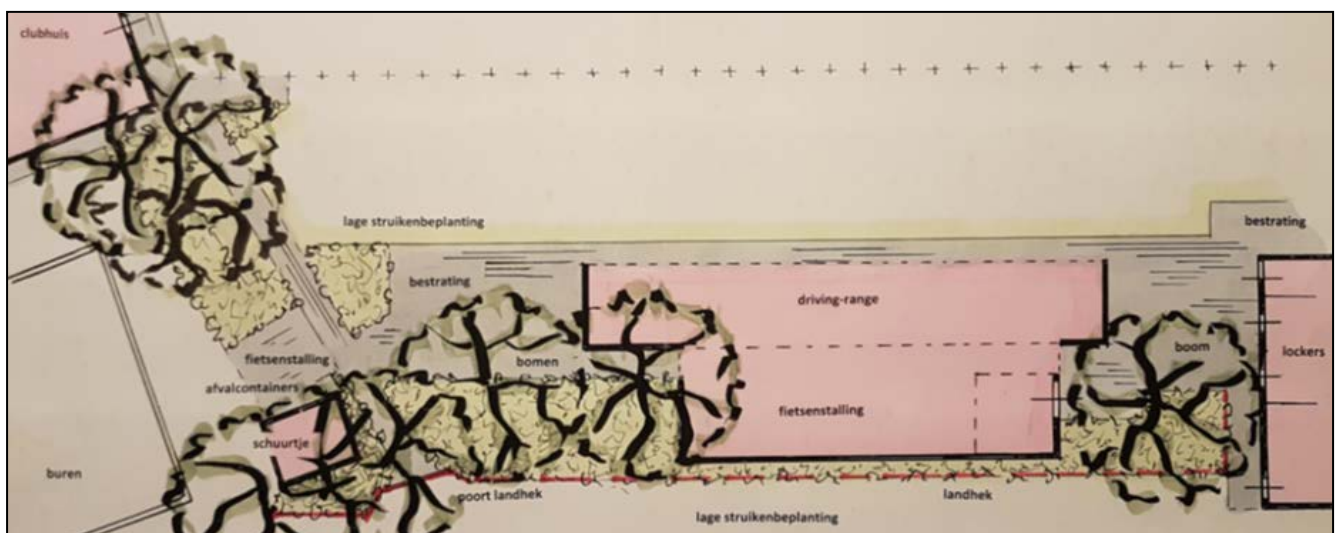 clubhuis
lage struikenbeplanting
bestrating
bestrating
driving-range
fietsenstalling
bomen
boom
lockers
afvalcontainers
fietsenstalling
schuurtje
buren
poort landhek
landhek
lage struikenbeplanting